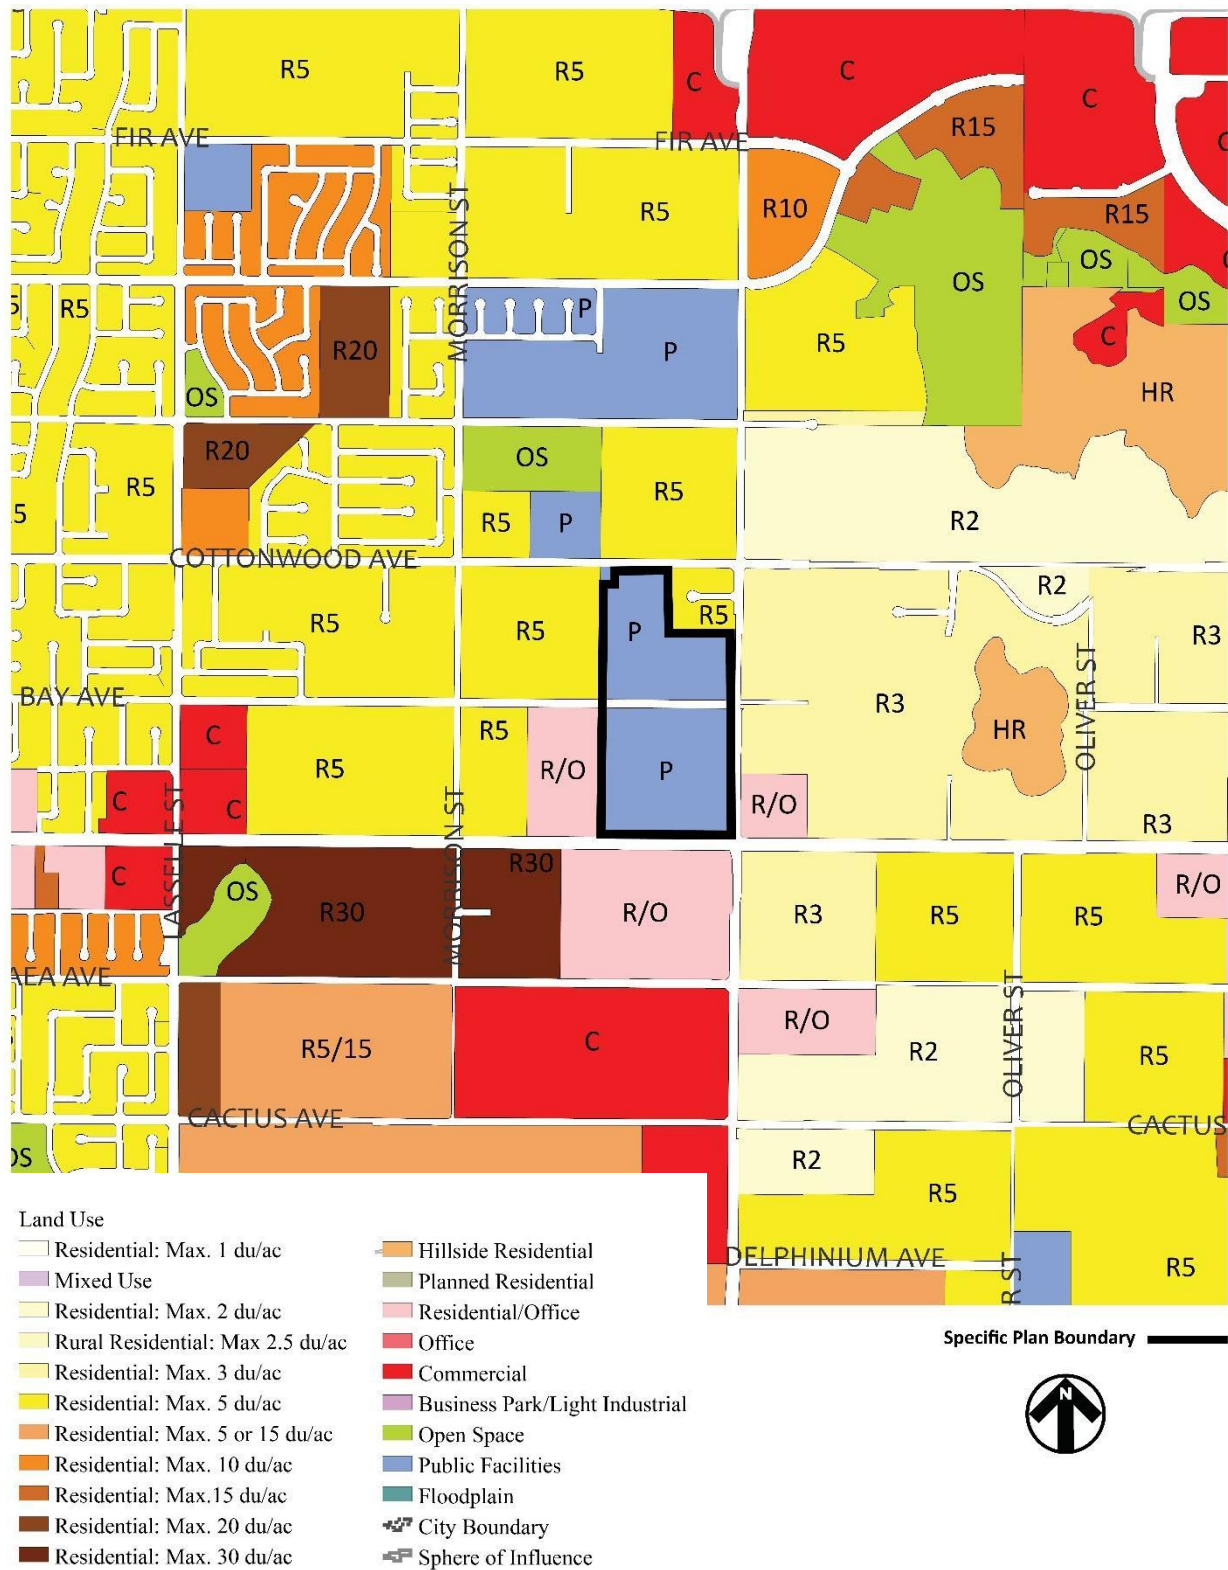 R5
R5
C
C
C
R15
FIR AVE
FIR AVE
C
R5
R10
R15
MORRISON ST
OS
OS
OS
5
R5
P
P
R5
C
R20
OS
HR
R20
OS
R5
R5
R5
P
R2
.5
COTTONWOOD AVE
R5
R5
P
R5
R2
R3
OLIVER ST
BAY AVE
C
R5
R5
R/O
P
R3
HR
C
C
R/O
R3
LASSELLE ST
MORRISON ST
C
OS
R30
R30
R/O
R3
R5
R5
R/O
AEA AVE
R5/15
C
R/O
R2
OLIVER ST
R5
CACTUS AVE
CACTUS
OS
R2
R5
DELPHINIUM AVE
R ST
R5
Land Use
Residential: Max. 1 du/ac
Mixed Use
Residential: Max. 2 du/ac
Rural Residential: Max 2.5 du/ac
Residential: Max. 3 du/ac
Residential: Max. 5 du/ac
Residential: Max. 5 or 15 du/ac
Residential: Max. 10 du/ac
Residential: Max.15 du/ac
Residential: Max. 20 du/ac
Residential: Max. 30 du/ac
Hillside Residential
Planned Residential
Residential/Office
Office
Commercial
Business Park/Light Industrial
Open Space
Public Facilities
Floodplain
City Boundary
Sphere of Influence
Specific Plan Boundary
N